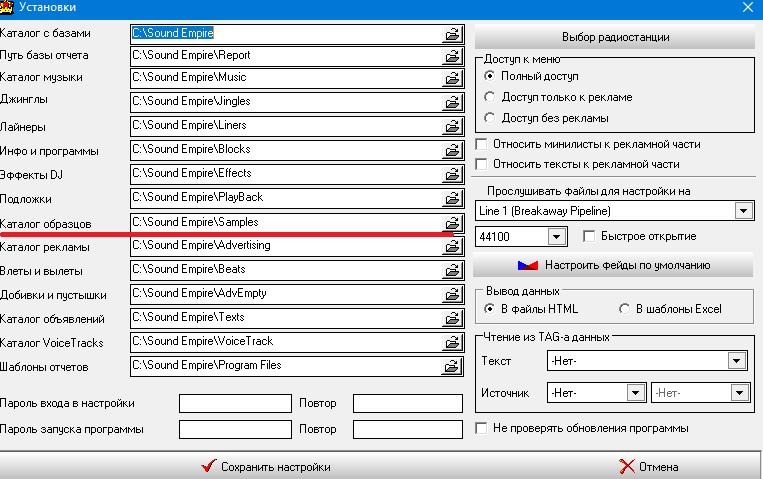 Установки
Каталог с базами C:\Sound Empire
Путь базы отчета C:\Sound Empire\Report
Каталог музыки C:\Sound Empire\Music
Джинглы C:\Sound Empire\Jingles
Лайнеры C:\Sound Empire\Liners
Инфо и программы C:\Sound Empire\Blocks
Эффекты DJ C:\Sound Empire\Effects
Подложки C:\Sound Empire\PlayBack
Каталог образцов C:\Sound Empire\Samples
Каталог рекламы C:\Sound Empire\Advertising
Влеты и вылеты C:\Sound Empire\Beats
Добивки и пустышки C:\Sound Empire\AdvEmpty
Каталог объявлений C:\Sound Empire\Texts
Каталог VoiceTracks C:\Sound Empire\VoiceTrack
Шаблоны отчетов C:\Sound Empire\Program Files
Пароль входа в настройки Повтор
Пароль запуска программы Повтор
Выбор радиостанции
Доступ к меню
Полный доступ
Доступ только к рекламе
Доступ без рекламы
Относить минилисты к рекламной части
Относить тексты к рекламной части
Прослушивать файлы для настройки на
Line 1 (Breakaway Pipeline)
44100 Быстрое открытие
Настроить фейды по умолчанию
Вывод данных
В файлы HTML В шаблоны Excel
Чтение из TAG-а данных
Текст -Нет-
Источник -Нет- -Нет-
Не проверять обновления программы
Сохранить настройки Отмена